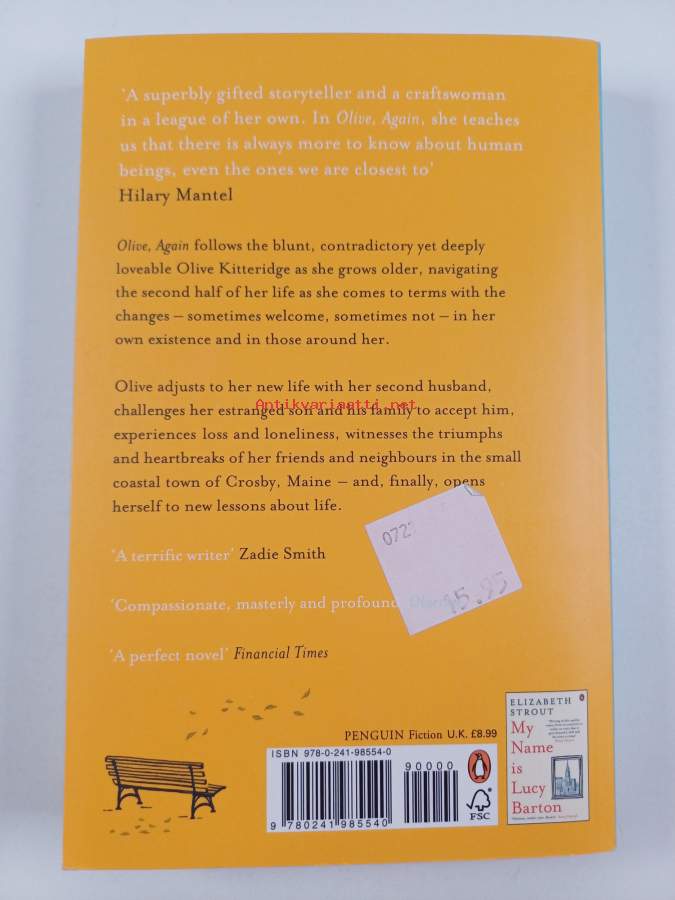 'A superbly gifted storyteller and a craftswoman
in a league of her own. In Olive, Again, she teaches
us that there is always more to know about human
beings, even the ones we are closest to'
Hilary Mantel
Olive, Again follows the blunt, contradictory yet deeply
loveable Olive Kitteridge as she grows older, navigating
the second half of her life as she comes to terms with the
changes – sometimes welcome, sometimes not – in her
own existence and in those around her.
Olive adjusts to her new life with her second husband,
Antikvariaatti.net
challenges her estranged son and his family to accept him,
experiences loss and loneliness, witnesses the triumphs
and heartbreaks of her friends and neighbours in the small
coastal town of Crosby, Maine – and, finally, opens
herself to new lessons about life.
072
15.95
'A terrific writer' Zadie Smith
'Compassionate, masterly and profound'
'A perfect novel' Financial Times
PENGUIN Fiction U.K. £8.99
ISBN 978-0-241-98554-0
90000
9 780241 985540
FSC
ELIZABETH
STROUT
My
Name
is
Lucy
Barton